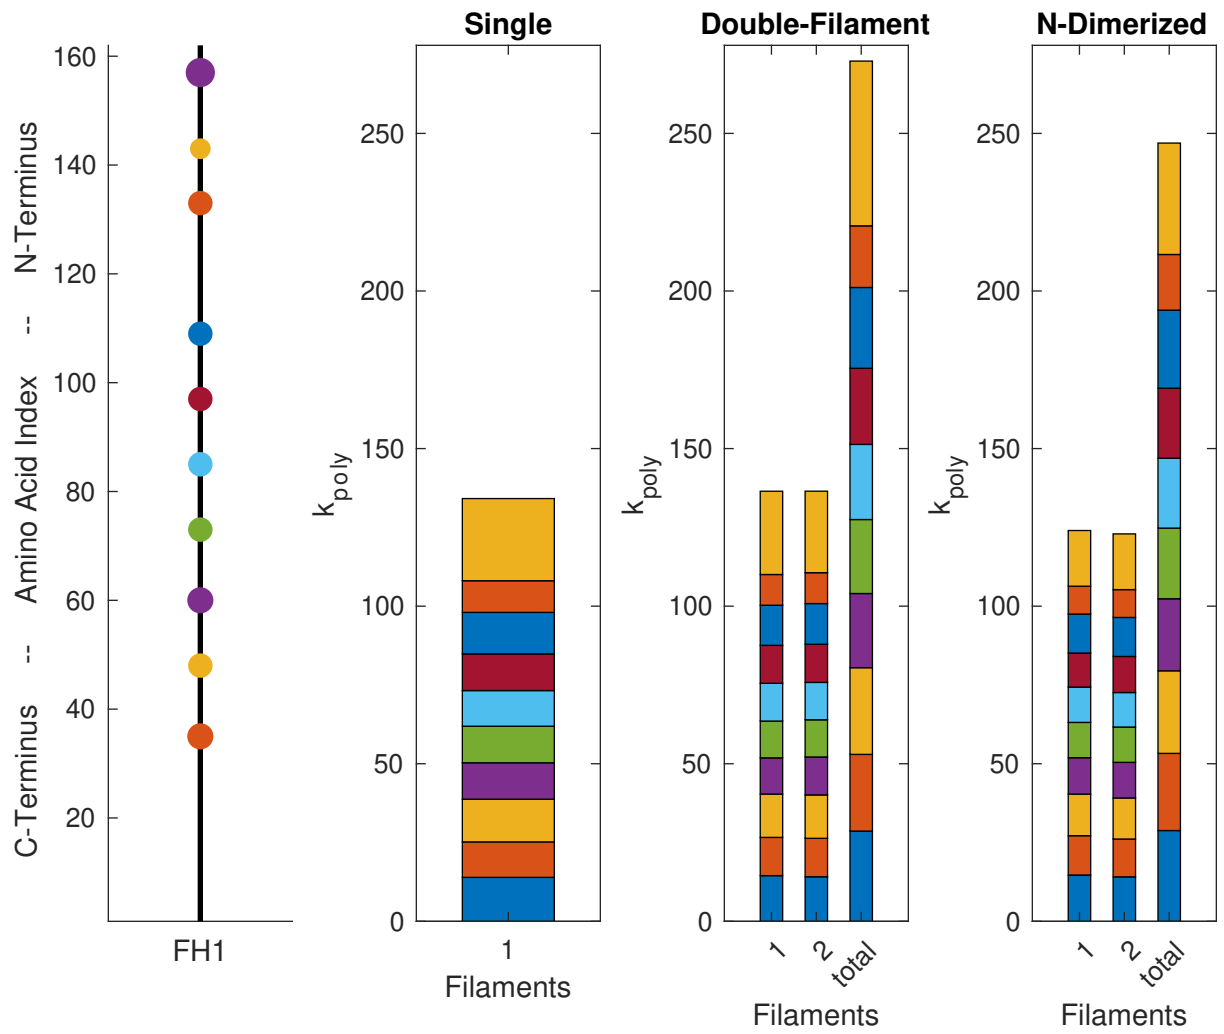 Single
Double-Filament
N-Dimerized
160
140
120
100
80
60
40
20
C-Terminus -- Amino Acid Index -- N-Terminus
FH1
250
200
150
100
50
0
k_poly
1
Filaments
250
200
150
100
50
0
k_poly
1
2
total
Filaments
250
200
150
100
50
0
k_poly
1
2
total
Filaments